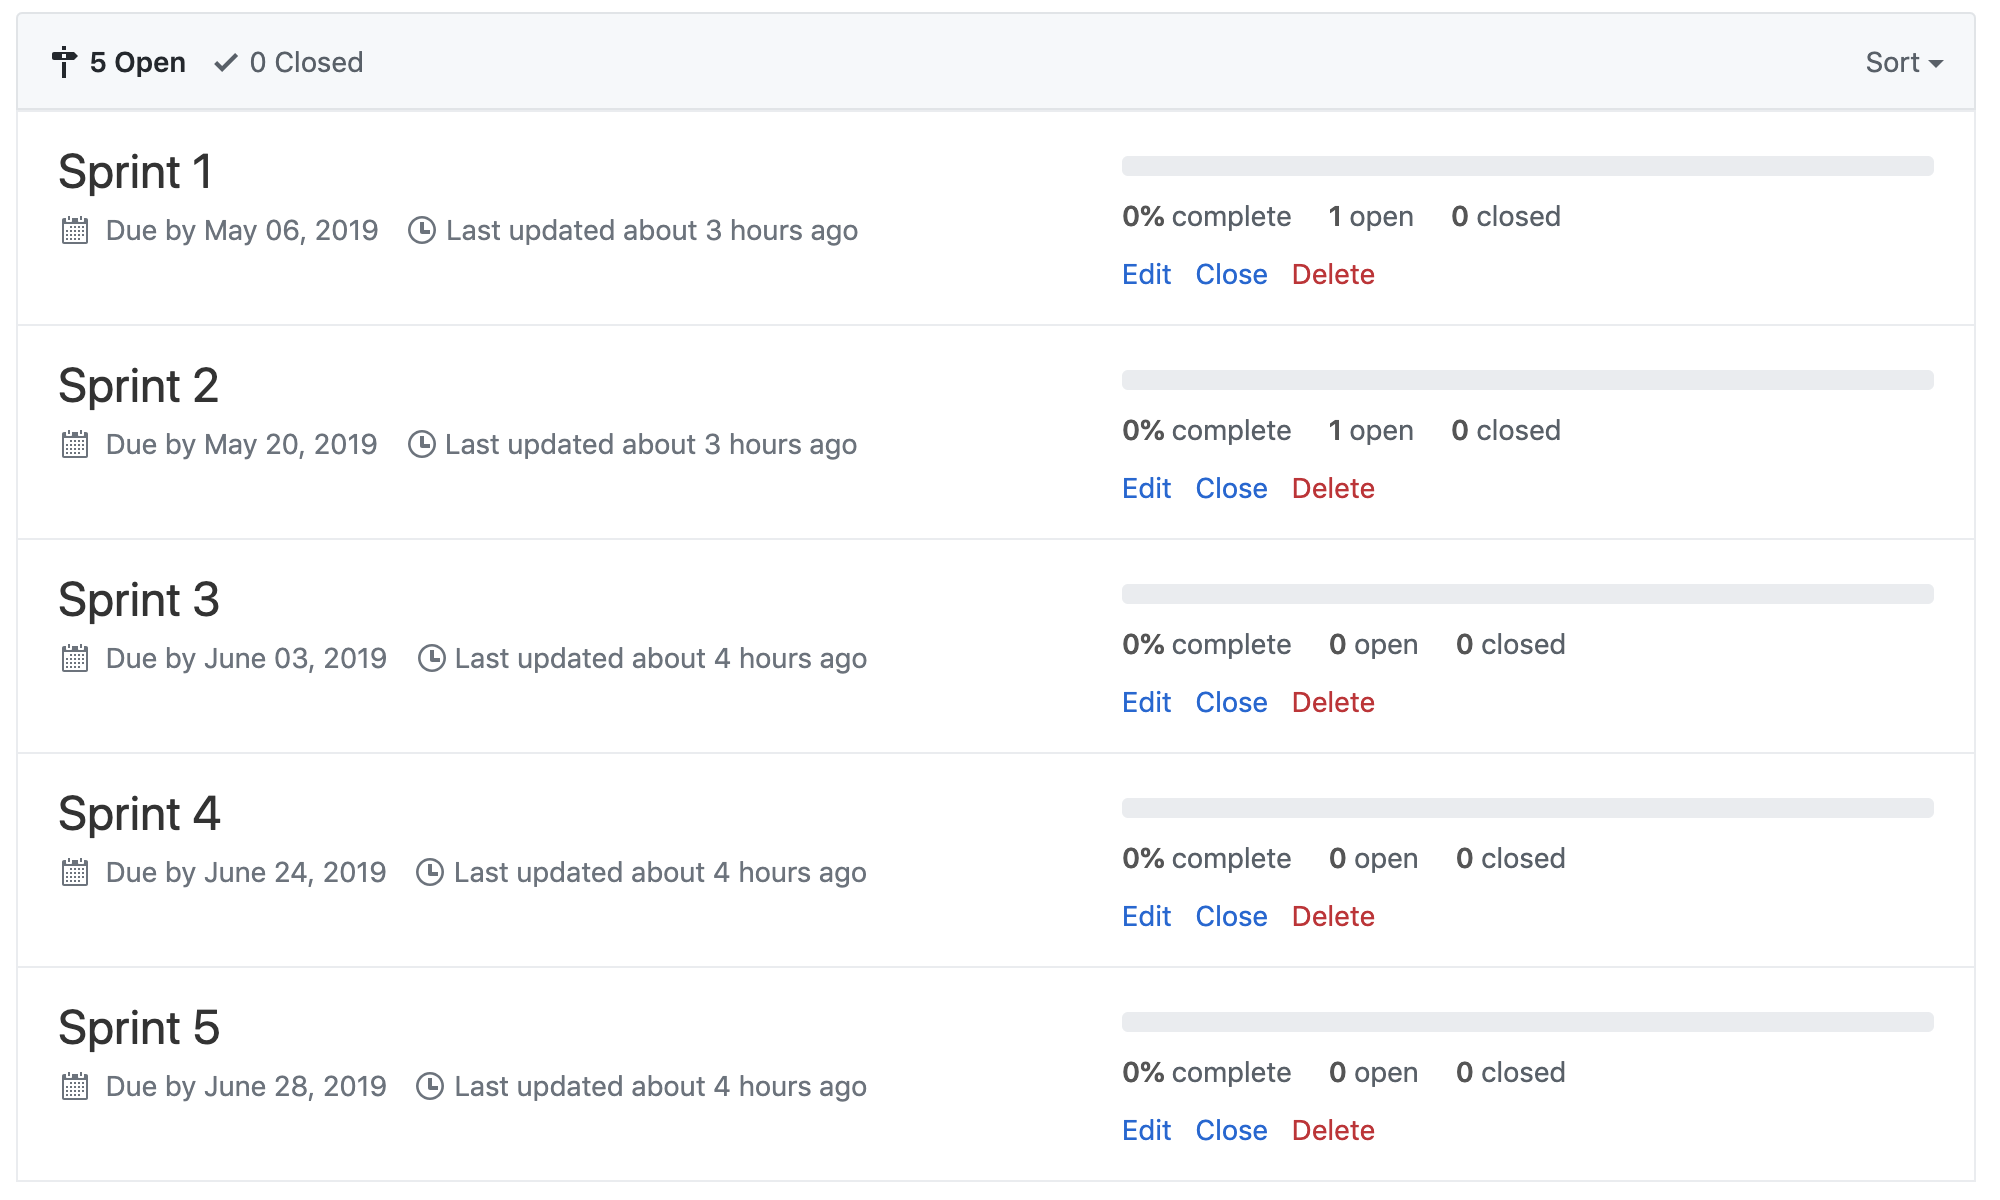 5 Open 0 Closed Sort
Sprint 1
Due by May 06, 2019 Last updated about 3 hours ago
0% complete 1 open 0 closed
Edit Close Delete
Sprint 2
Due by May 20, 2019 Last updated about 3 hours ago
0% complete 1 open 0 closed
Edit Close Delete
Sprint 3
Due by June 03, 2019 Last updated about 4 hours ago
0% complete 0 open 0 closed
Edit Close Delete
Sprint 4
Due by June 24, 2019 Last updated about 4 hours ago
0% complete 0 open 0 closed
Edit Close Delete
Sprint 5
Due by June 28, 2019 Last updated about 4 hours ago
0% complete 0 open 0 closed
Edit Close Delete